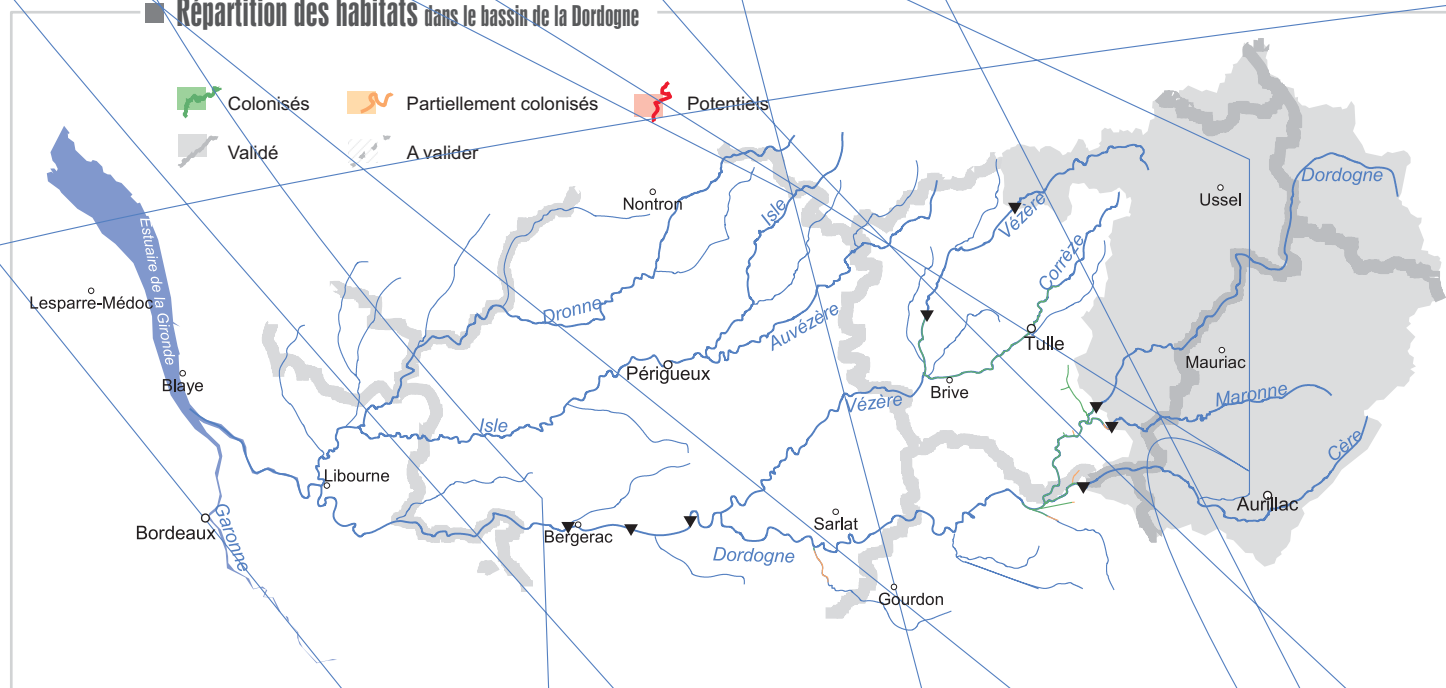 Répartition des habitats dans le bassin de la Dordogne
Colonisés
Partiellement colonisés
Potentiels
Validé
A valider
Nontron
Isle
Vézère
Corrèze
Ussel
Dordogne
Estuaire de la Gironde
Lesparre-Médoc
Dronne
Auvézère
Tulle
Mauriac
Périgueux
Blaye
Brive
Maronne
Vézère
Isle
Cère
Libourne
Aurillac
Bordeaux
Garonne
Bergerac
Sarlat
Dordogne
Gourdon